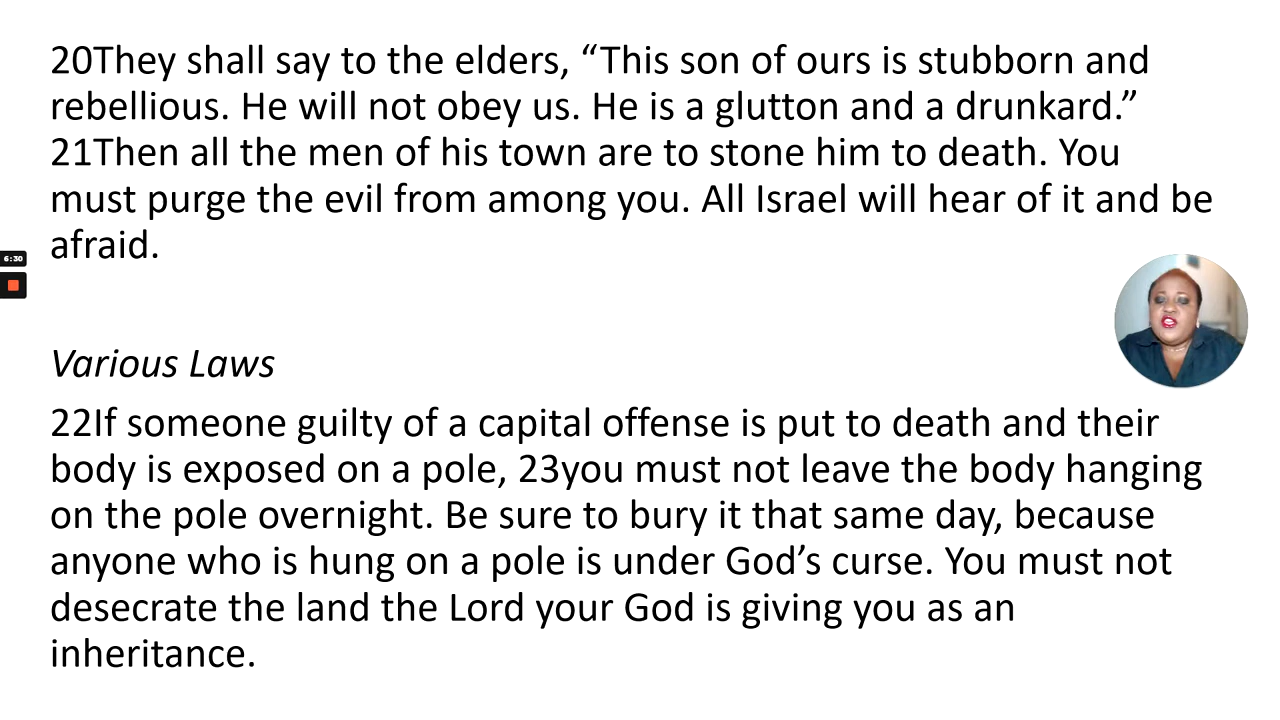 20They shall say to the elders, “This son of ours is stubborn and
rebellious. He will not obey us. He is a glutton and a drunkard.”
21Then all the men of his town are to stone him to death. You
must purge the evil from among you. All Israel will hear of it and be
afraid.
6:30
Various Laws
22If someone guilty of a capital offense is put to death and their
body is exposed on a pole, 23you must not leave the body hanging
on the pole overnight. Be sure to bury it that same day, because
anyone who is hung on a pole is under God’s curse. You must not
desecrate the land the Lord your God is giving you as an
inheritance.